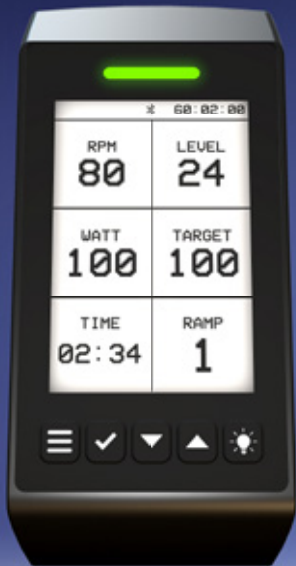 60:02:00
RPM LEVEL
80 24
WATT TARGET
100 100
TIME RAMP
02:34 1